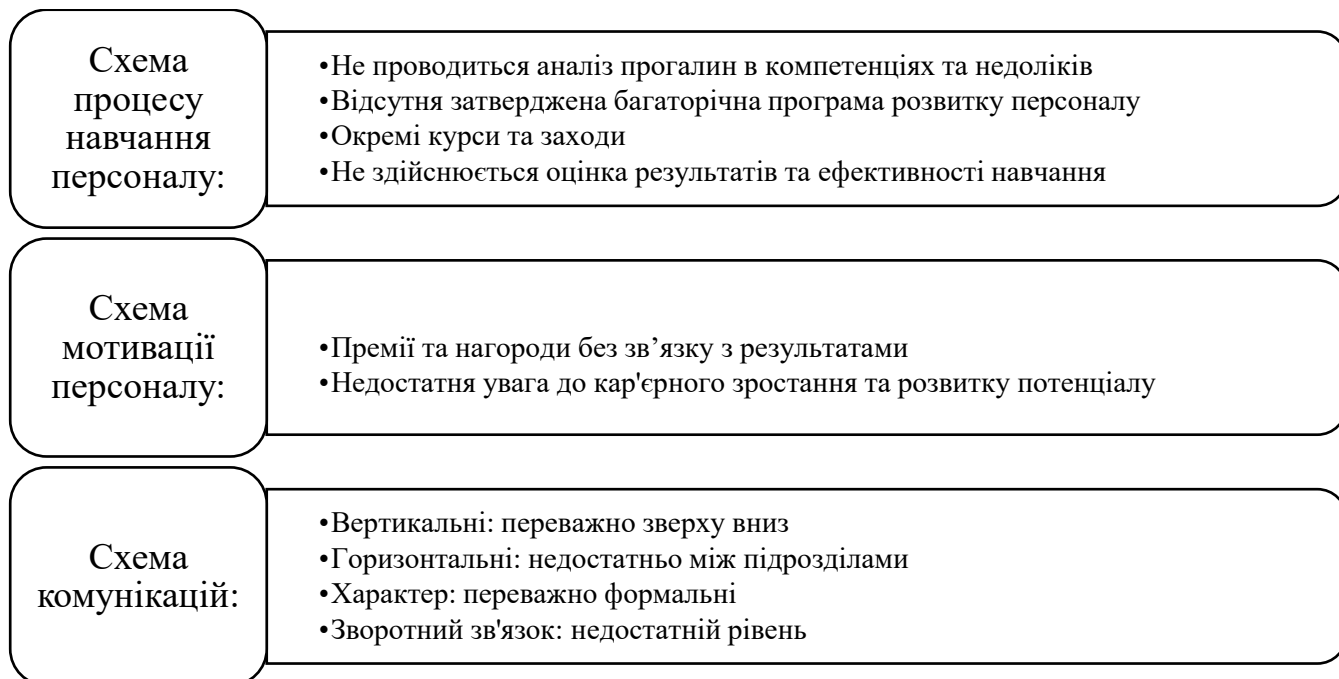 Схема
процесу
навчання
персоналу:
•Не проводиться аналіз прогалин в компетенціях та недоліків
•Відсутня затверджена багаторічна програма розвитку персоналу
•Окремі курси та заходи
•Не здійснюється оцінка результатів та ефективності навчання
Схема
мотивації
персоналу:
•Премії та нагороди без зв’язку з результатами
•Недостатня увага до кар'єрного зростання та розвитку потенціалу
Схема
комунікацій:
•Вертикальні: переважно зверху вниз
•Горизонтальні: недостатньо між підрозділами
•Характер: переважно формальні
•Зворотний зв'язок: недостатній рівень